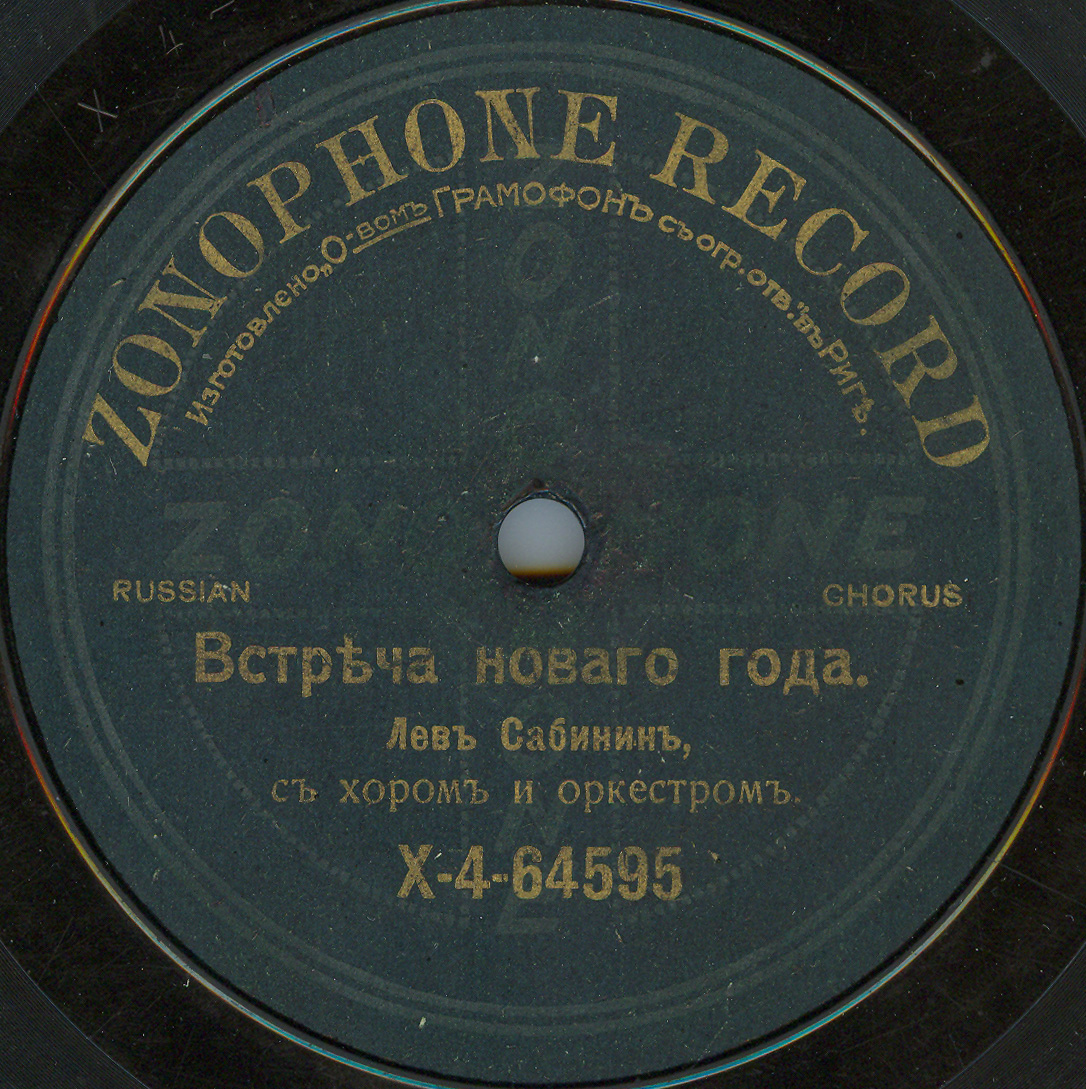 ZONOPHONE RECORD
Изготовлено „О-вомъ ГРАМОФОНЪ съ огр. отв.“ въ Ригѣ.
ZONOPHONE
RUSSIAN CHORUS
Встрѣча новаго года.
Левъ Сабининъ,
съ хоромъ и оркестромъ.
X-4-64595
X 4